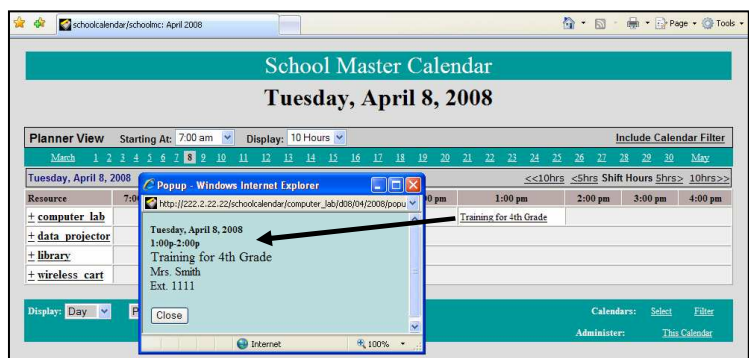 schoolcalendar/schoolmc: April 2008
Page Tools
School Master Calendar
Tuesday, April 8, 2008
Planner View Starting At: 7:00 am Display: 10 Hours Include Calendar Filter
March 1 2 3 4 5 6 7 8 9 10 11 12 13 14 15 16 17 18 19 20 21 22 23 24 25 26 27 28 29 30 May
Tuesday, April 8, 2008 <<10hrs <5hrs Shift Hours 5hrs> 10hrs>>
Resource 7:00 pm 1:00 pm 2:00 pm 3:00 pm 4:00 pm
+ computer lab Training for 4th Grade
+ data projector
+ library
+ wireless cart
Display: Day Calendars: Select Filter
Administer: This Calendar
Popup - Windows Internet Explorer
http://222.2.22.22/schoolcalendar/computer_lab/d08/04/2008/popu
Tuesday, April 8, 2008
1:00p-2:00p
Training for 4th Grade
Mrs. Smith
Ext. 1111
Close
Internet 100%